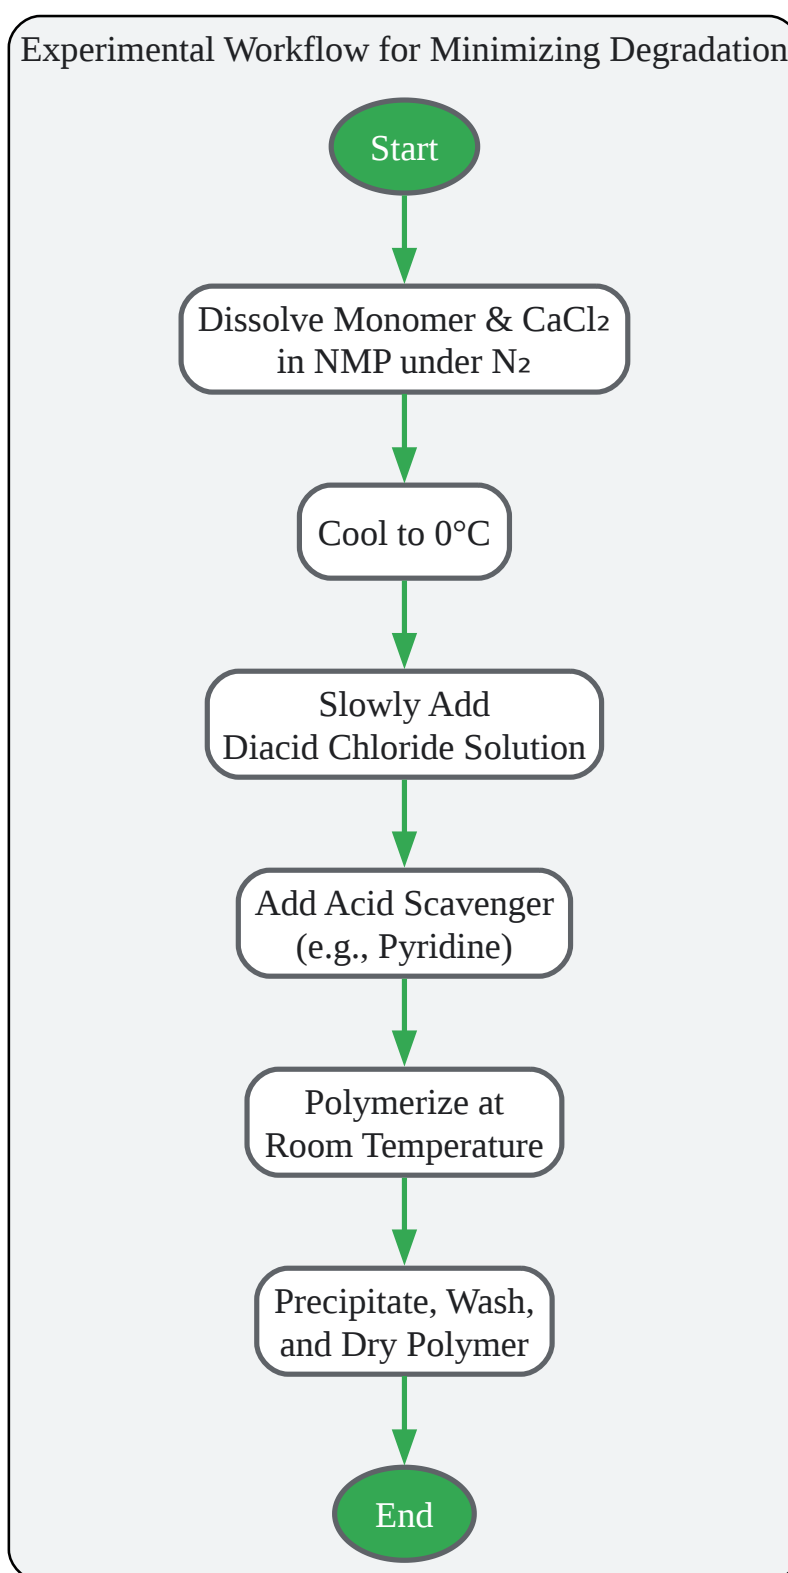 Experimental Workflow for Minimizing Degradation
Start
Dissolve Monomer & CaCl₂
in NMP under N₂
Cool to 0°C
Slowly Add
Diacid Chloride Solution
Add Acid Scavenger
(e.g., Pyridine)
Polymerize at
Room Temperature
Precipitate, Wash,
and Dry Polymer
End